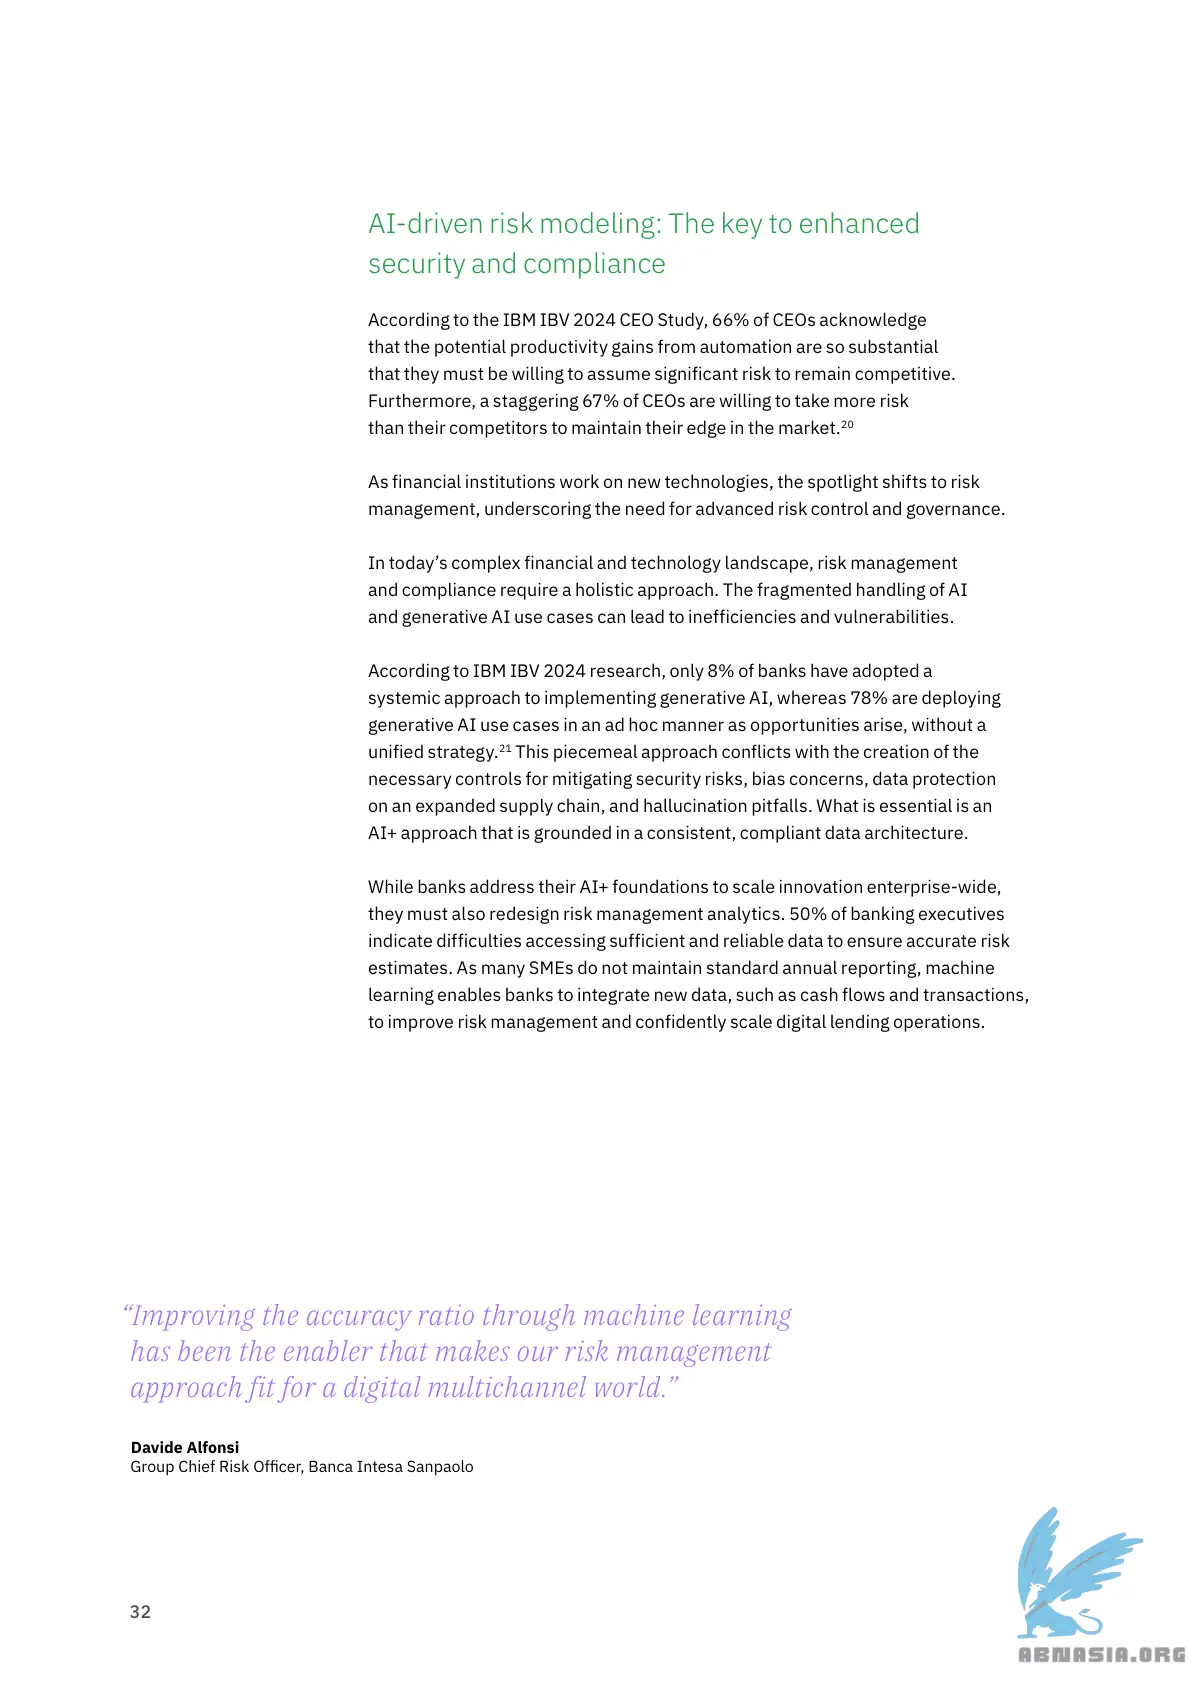 AI-driven risk modeling: The key to enhanced
security and compliance
According to the IBM IBV 2024 CEO Study, 66% of CEOs acknowledge
that the potential productivity gains from automation are so substantial
that they must be willing to assume significant risk to remain competitive.
Furthermore, a staggering 67% of CEOs are willing to take more risk
than their competitors to maintain their edge in the market.20
As financial institutions work on new technologies, the spotlight shifts to risk
management, underscoring the need for advanced risk control and governance.
In today’s complex financial and technology landscape, risk management
and compliance require a holistic approach. The fragmented handling of AI
and generative AI use cases can lead to inefficiencies and vulnerabilities.
According to IBM IBV 2024 research, only 8% of banks have adopted a
systemic approach to implementing generative AI, whereas 78% are deploying
generative AI use cases in an ad hoc manner as opportunities arise, without a
unified strategy.21 This piecemeal approach conflicts with the creation of the
necessary controls for mitigating security risks, bias concerns, data protection
on an expanded supply chain, and hallucination pitfalls. What is essential is an
AI+ approach that is grounded in a consistent, compliant data architecture.
While banks address their AI+ foundations to scale innovation enterprise-wide,
they must also redesign risk management analytics. 50% of banking executives
indicate difficulties accessing sufficient and reliable data to ensure accurate risk
estimates. As many SMEs do not maintain standard annual reporting, machine
learning enables banks to integrate new data, such as cash flows and transactions,
to improve risk management and confidently scale digital lending operations.
“Improving the accuracy ratio through machine learning
has been the enabler that makes our risk management
approach fit for a digital multichannel world.”
Davide Alfonsi
Group Chief Risk Officer, Banca Intesa Sanpaolo
32
ABNASIA.ORG